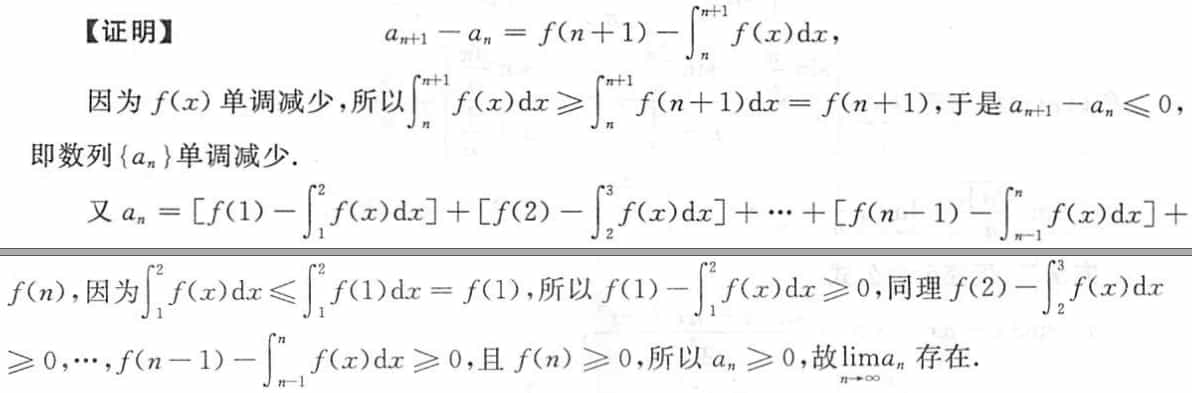 【证明】 a_{n+1} − a_n = f(n+1) − ∫_n^{n+1} f(x)dx,
因为 f(x) 单调减少,所以∫_n^{n+1} f(x)dx ≥ ∫_n^{n+1} f(n+1)dx = f(n+1),于是 a_{n+1} − a_n ≤ 0,
即数列{a_n}单调减少.
又 a_n = [f(1) − ∫_1^2 f(x)dx] + [f(2) − ∫_2^3 f(x)dx] + ⋯ + [f(n−1) − ∫_{n−1}^n f(x)dx] +
f(n),因为∫_1^2 f(x)dx ≤ ∫_1^2 f(1)dx = f(1),所以 f(1) − ∫_1^2 f(x)dx ≥ 0,同理 f(2) − ∫_2^3 f(x)dx
≥ 0,⋯,f(n−1) − ∫_{n−1}^n f(x)dx ≥ 0,且 f(n) ≥ 0,所以 a_n ≥ 0,故lim_{n→∞} a_n 存在.